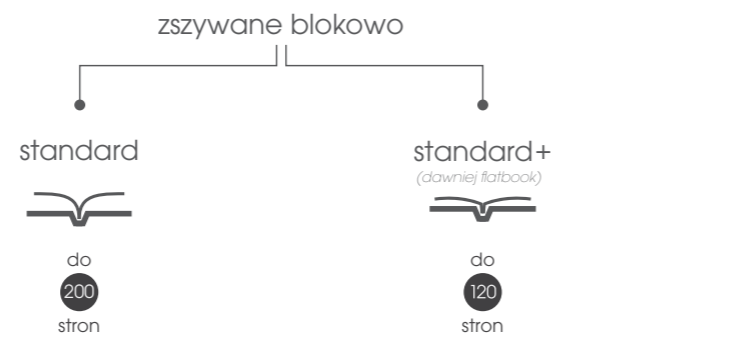 zszywane blokowo
standard
do
200
stron
standard+
(dawniej flatbook)
do
120
stron